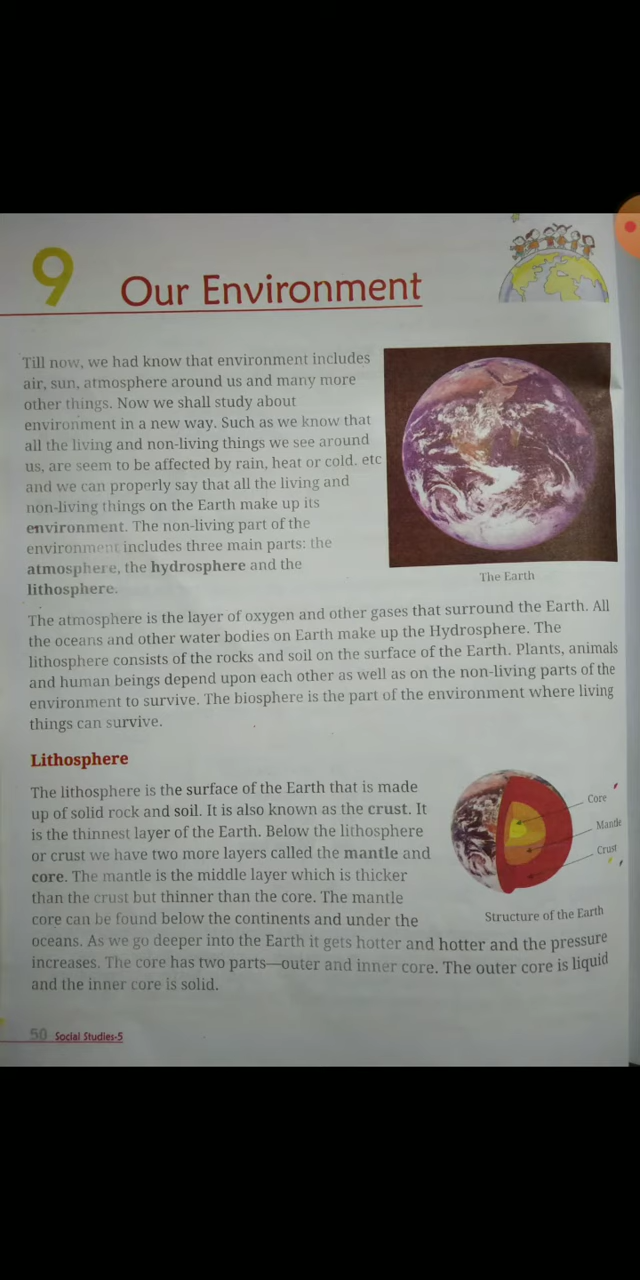 9 Our Environment
Till now, we had know that environment includes
air, sun, atmosphere around us and many more
other things. Now we shall study about
environment in a new way. Such as we know that
all the living and non-living things we see around
us, are seem to be affected by rain, heat or cold. etc
and we can properly say that all the living and
non-living things on the Earth make up its
environment. The non-living part of the
environment includes three main parts: the
atmosphere, the hydrosphere and the
lithosphere.
The Earth
The atmosphere is the layer of oxygen and other gases that surround the Earth. All
the oceans and other water bodies on Earth make up the Hydrosphere. The
lithosphere consists of the rocks and soil on the surface of the Earth. Plants, animals
and human beings depend upon each other as well as on the non-living parts of the
environment to survive. The biosphere is the part of the environment where living
things can survive.
Lithosphere
The lithosphere is the surface of the Earth that is made
up of solid rock and soil. It is also known as the crust. It
is the thinnest layer of the Earth. Below the lithosphere
or crust we have two more layers called the mantle and
core. The mantle is the middle layer which is thicker
than the crust but thinner than the core. The mantle
core can be found below the continents and under the
oceans. As we go deeper into the Earth it gets hotter and hotter and the pressure
increases. The core has two parts—outer and inner core. The outer core is liquid
and the inner core is solid.
Core
Mantle
Crust
Structure of the Earth
50 Social Studies-5